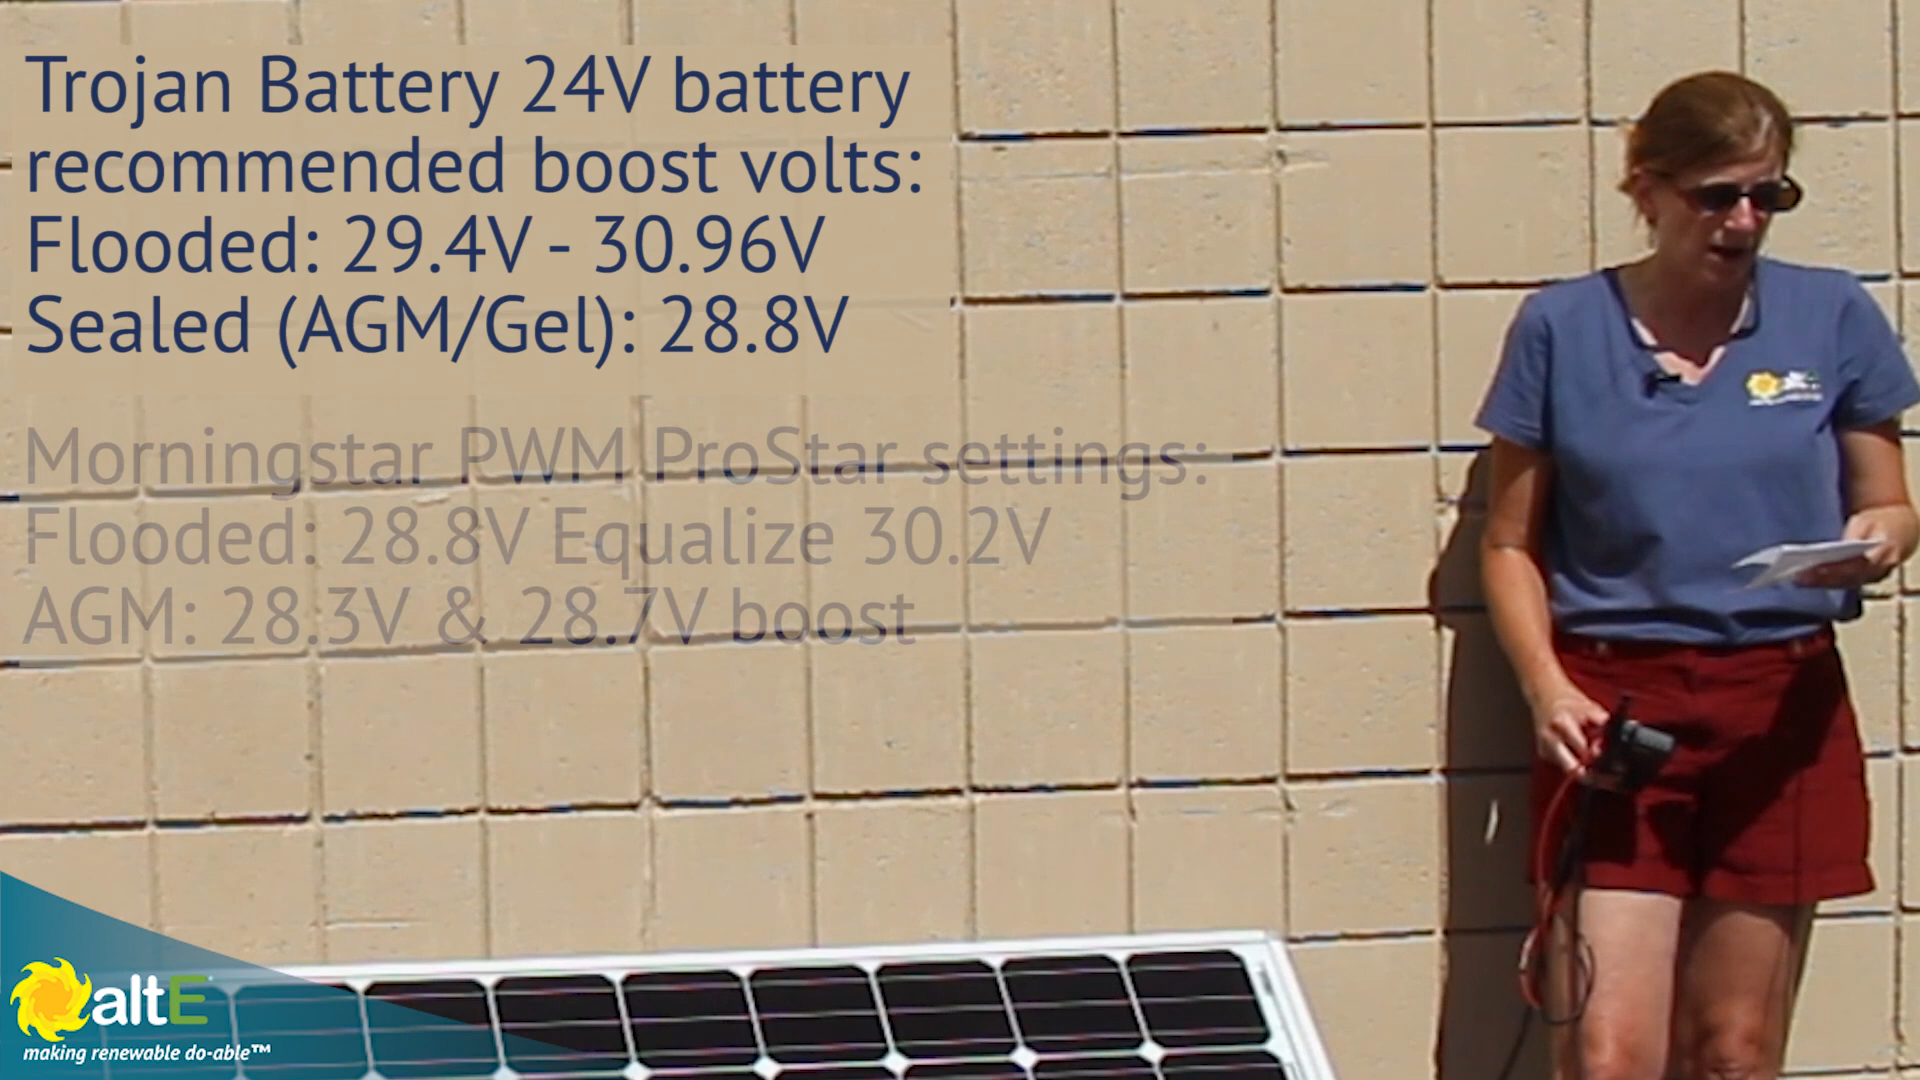 Trojan Battery 24V battery
recommended boost volts:
Flooded: 29.4V - 30.96V
Sealed (AGM/Gel): 28.8V
Morningstar PWM ProStar settings:
Flooded: 28.8V Equalize 30.2V
AGM: 28.3V & 28.7V boost
altE
making renewable do-able™